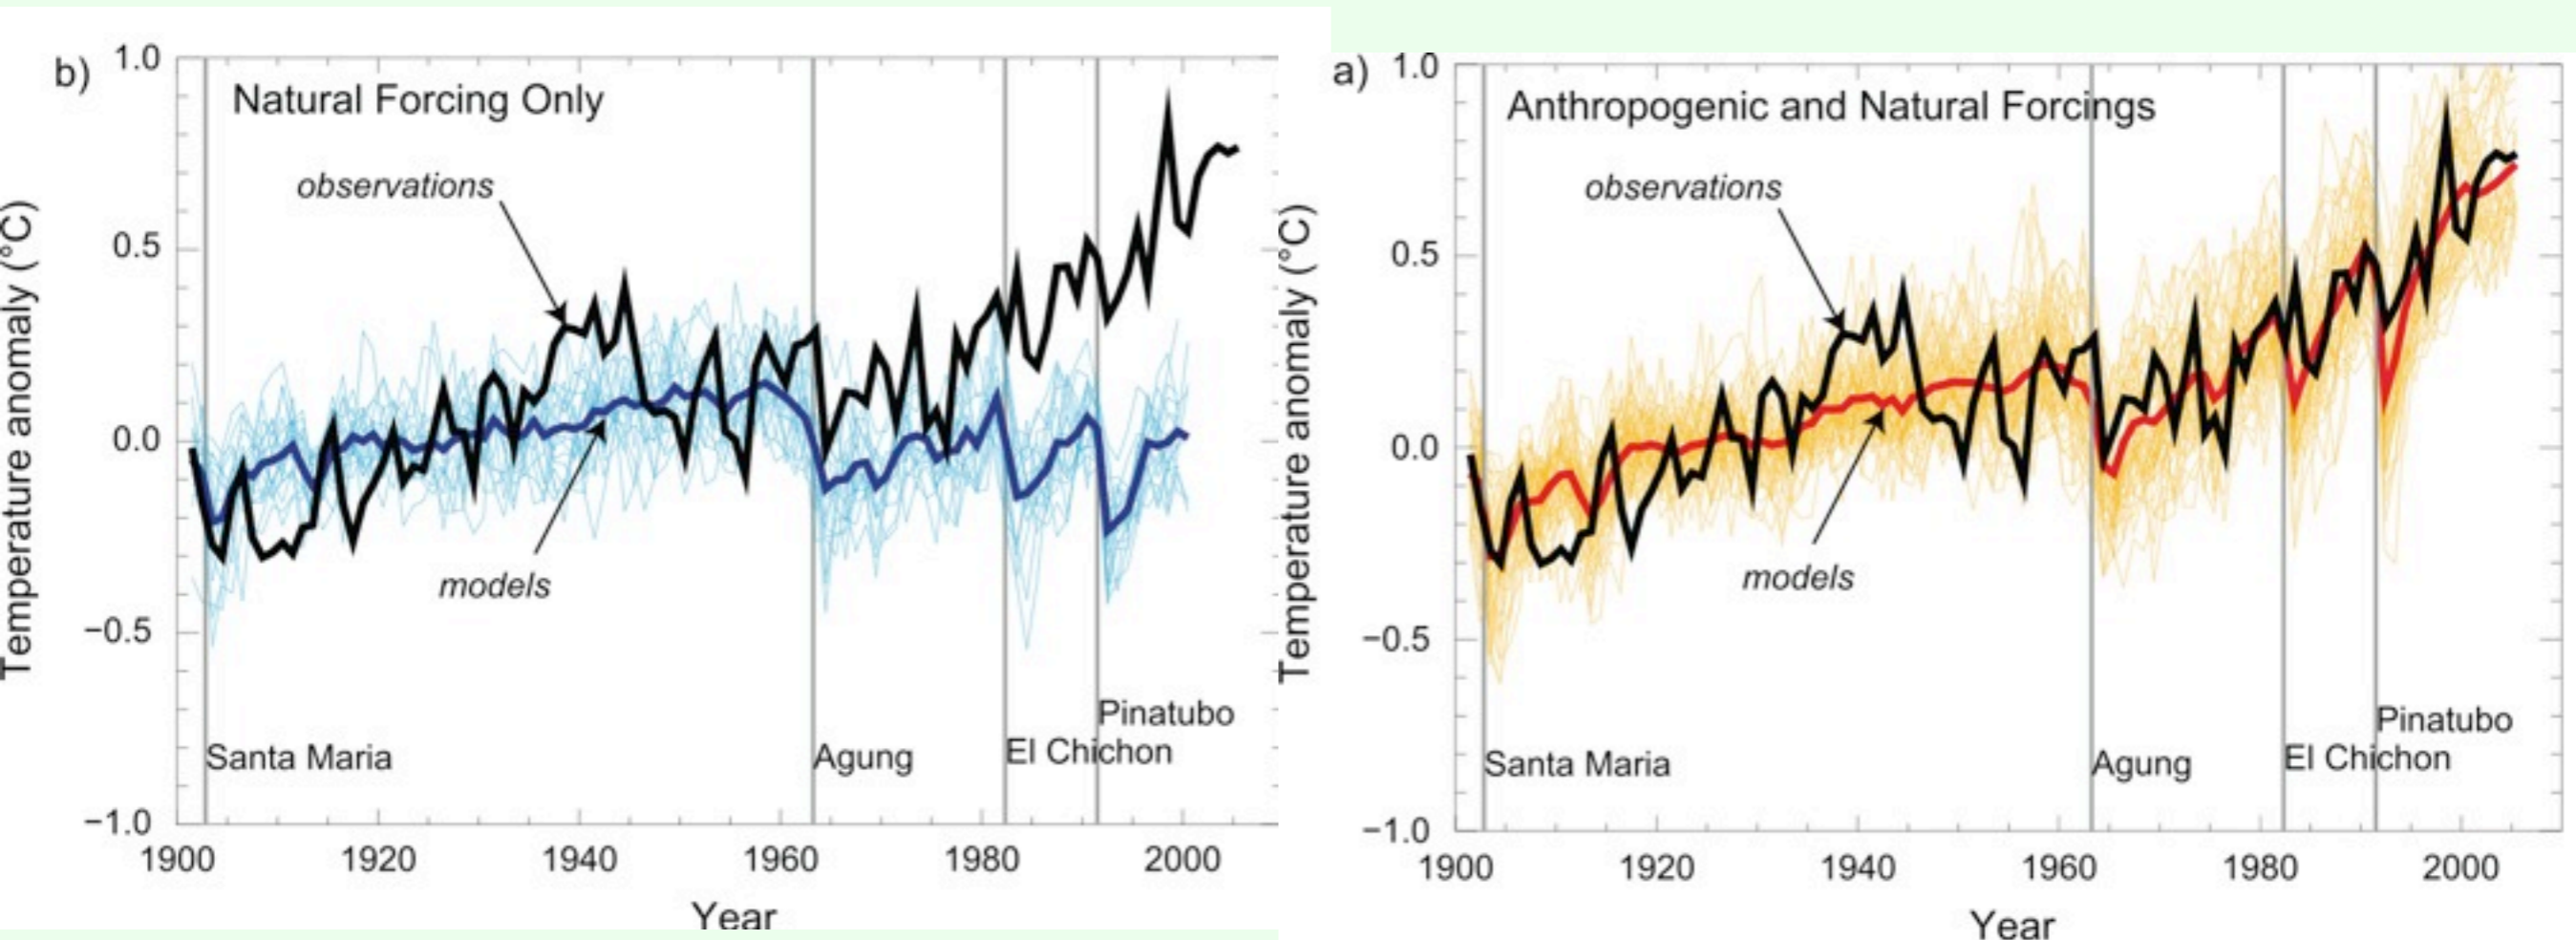 b)
Natural Forcing Only
observations
models
Temperature anomaly (°C)
1.0
0.5
0.0
−0.5
−1.0
Santa Maria
Agung
El Chichon
Pinatubo
1900 1920 1940 1960 1980 2000
Year
a)
Anthropogenic and Natural Forcings
observations
models
Temperature anomaly (°C)
1.0
0.5
0.0
−0.5
−1.0
Santa Maria
Agung
El Chichon
Pinatubo
1900 1920 1940 1960 1980 2000
Year